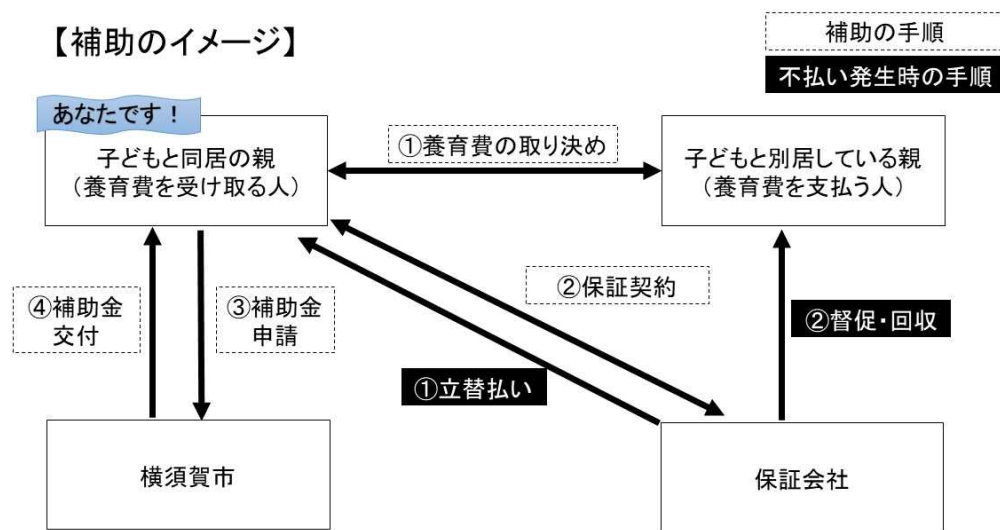 【補助のイメージ】
補助の手順
不払い発生時の手順
あなたです！
子どもと同居の親
（養育費を受け取る人）
①養育費の取り決め
子どもと別居している親
（養育費を支払う人）
④補助金
交付
③補助金
申請
②保証契約
①立替払い
②督促・回収
横須賀市
保証会社